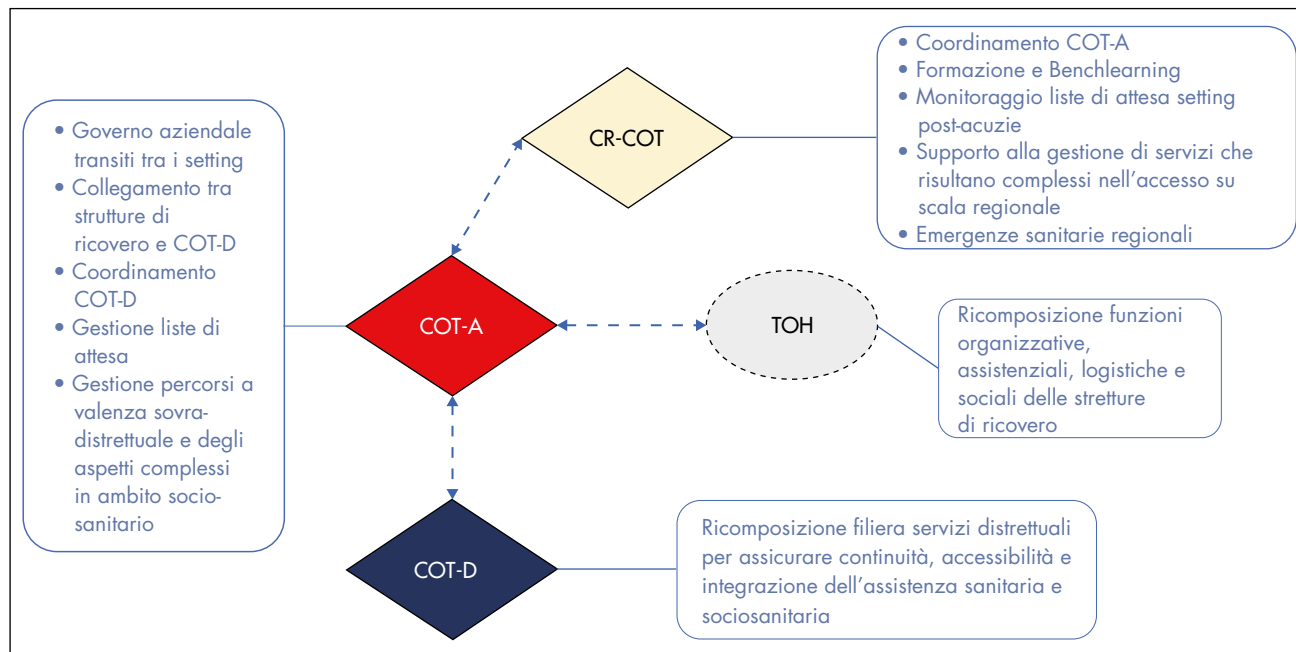 • Coordinamento COT-A
• Formazione e Benchlearning
• Monitoraggio liste di attesa setting
post-acuzie
• Supporto alla gestione di servizi che
risultano complessi nell'accesso su
scala regionale
• Emergenze sanitarie regionali
CR-COT
• Governo aziendale
transiti tra i setting
• Collegamento tra
strutture di
ricovero e COT-D
• Coordinamento
COT-D
• Gestione liste di
attesa
• Gestione percorsi a
valenza sovra-
distrettuale e degli
aspetti complessi
in ambito socio-
sanitario
COT-A
TOH
Ricomposizione funzioni
organizzative,
assistenziali, logistiche e
sociali delle stretture
di ricovero
COT-D
Ricomposizione filiera servizi distrettuali
per assicurare continuità, accessibilità e
integrazione dell'assistenza sanitaria e
sociosanitaria